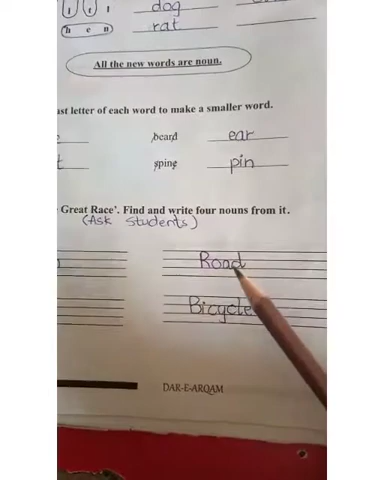 dog
h e n rat
All the new words are noun.
ast letter of each word to make a smaller word.
beard ear
t spine pin
Great Race'. Find and write four nouns from it.
(Ask students)
Road
Bicycle
DAR-E-ARQAM